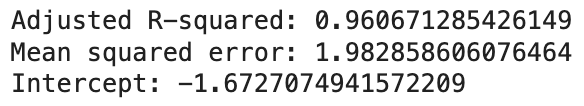 Adjusted R-squared: 0.960671285426149
Mean squared error: 1.982858606076464
Intercept: -1.6727074941572209